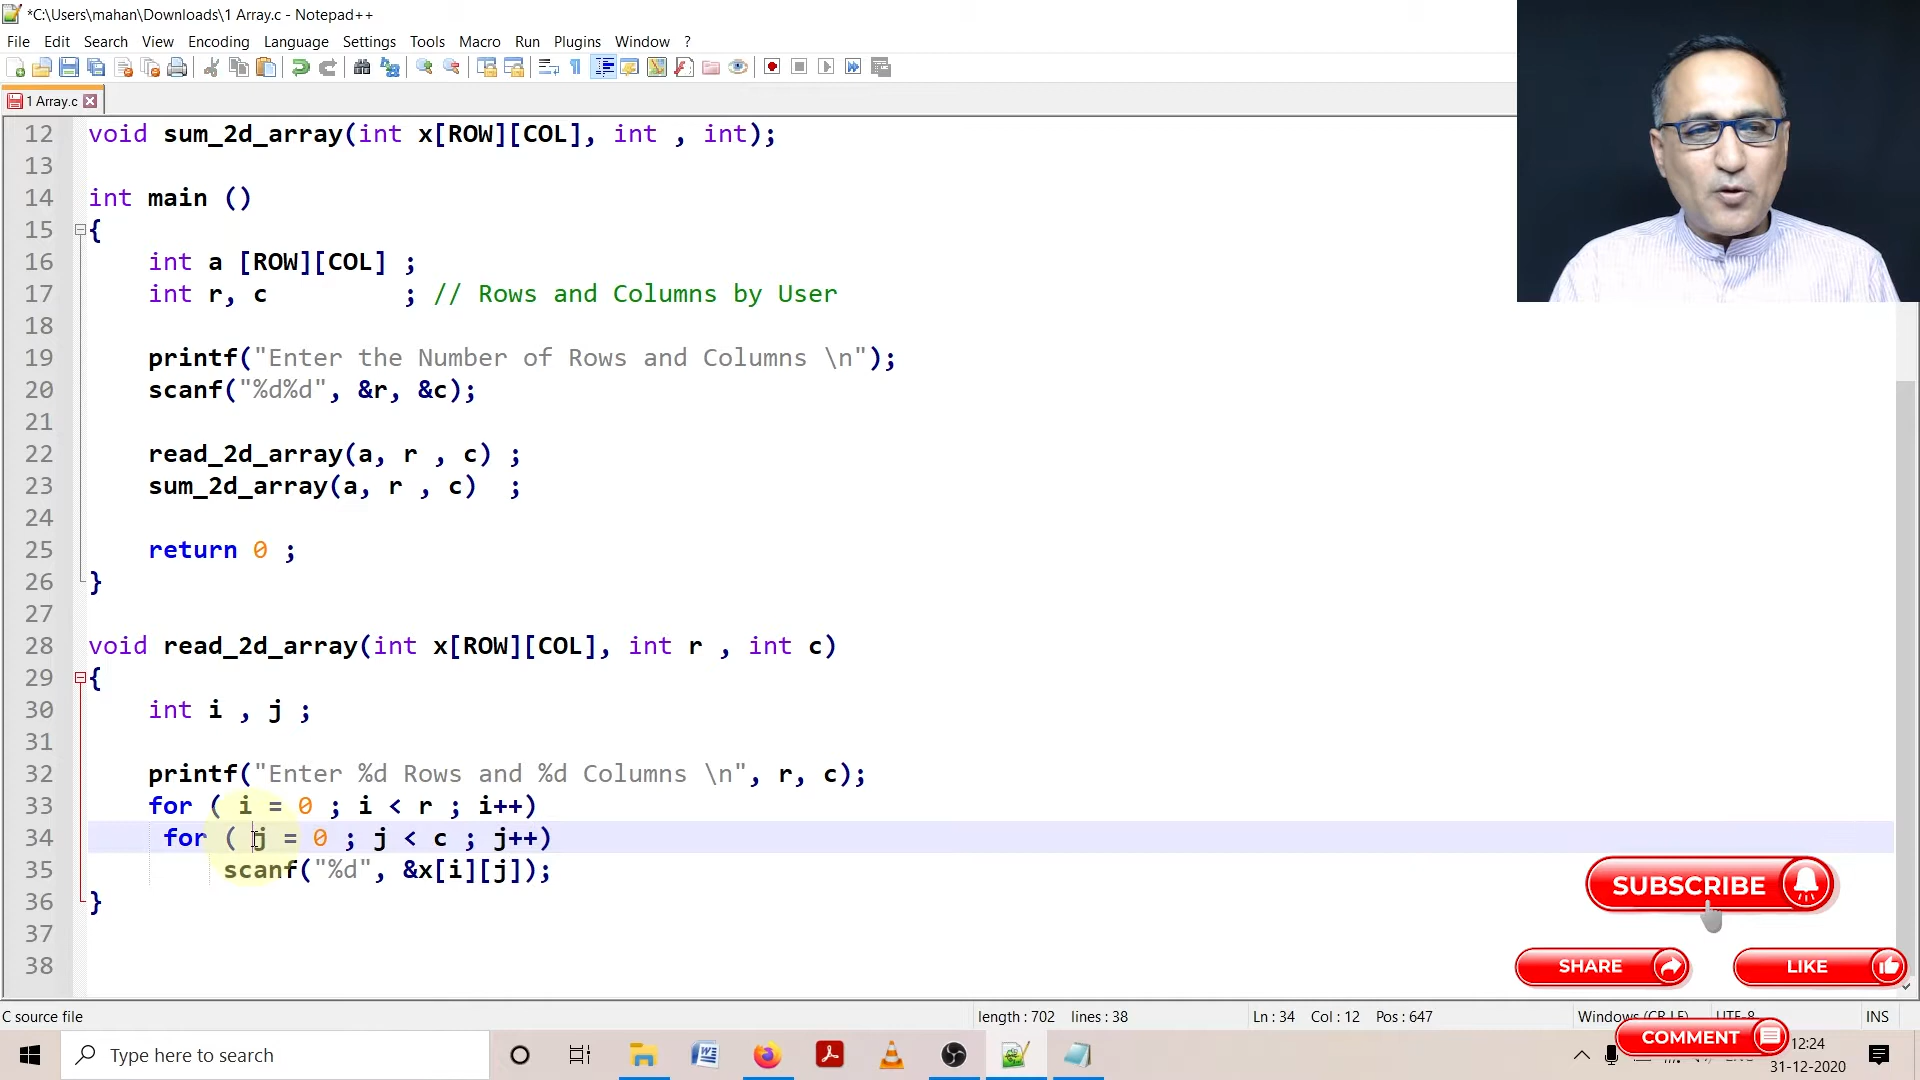 *C:\Users\mahan\Downloads\1 Array.c - Notepad++
File Edit Search View Encoding Language Settings Tools Macro Run Plugins Window ?
1 Array.c
12 void sum_2d_array(int x[ROW][COL], int , int);
13
14 int main ()
15 {
16 int a [ROW][COL] ;
17 int r, c ; // Rows and Columns by User
18
19 printf("Enter the Number of Rows and Columns \n");
20 scanf("%d%d", &r, &c);
21
22 read_2d_array(a, r , c) ;
23 sum_2d_array(a, r , c) ;
24
25 return 0 ;
26 }
27
28 void read_2d_array(int x[ROW][COL], int r , int c)
29 {
30 int i , j ;
31
32 printf("Enter %d Rows and %d Columns \n", r, c);
33 for ( i = 0 ; i < r ; i++)
34 for ( j = 0 ; j < c ; j++)
35 scanf("%d", &x[i][j]);
36 }
37
38
SUBSCRIBE
SHARE LIKE
C source file length : 702 lines : 38 Ln : 34 Col : 12 Pos : 647 Windows (CR LF) UTF-8 INS
COMMENT
Type here to search
12:24
31-12-2020